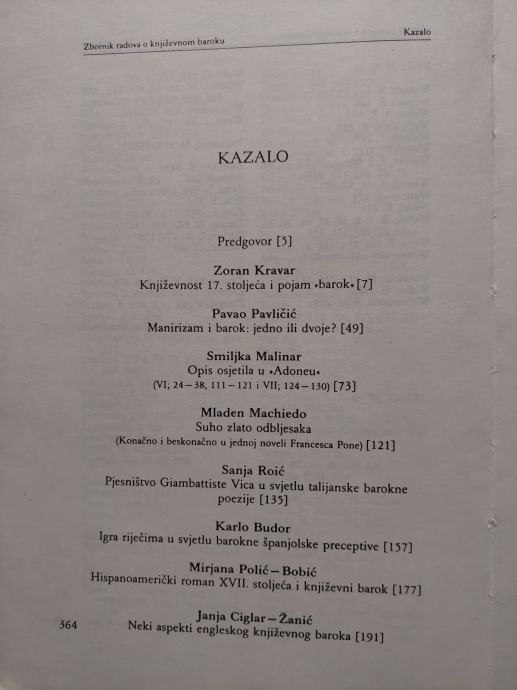 Zbornik radova o književnom baroku
Kazalo
KAZALO
Predgovor [5]
Zoran Kravar
Književnost 17. stoljeća i pojam »barok« [7]
Pavao Pavličić
Manirizam i barok: jedno ili dvoje? [49]
Smiljka Malinar
Opis osjetila u »Adoneu«
(VI; 24–38, 111–121 i VII; 124–130) [73]
Mladen Machiedo
Suho zlato odbljesaka
(Konačno i beskonačno u jednoj noveli Francesca Pone) [121]
Sanja Roić
Pjesništvo Giambattiste Vica u svjetlu talijanske barokne
poezije [135]
Karlo Budor
Igra riječima u svjetlu barokne španjolske preceptive [157]
Mirjana Polić–Bobić
Hispanoamerički roman XVII. stoljeća i književni barok [177]
Janja Ciglar–Žanić
Neki aspekti engleskog književnog baroka [191]
364